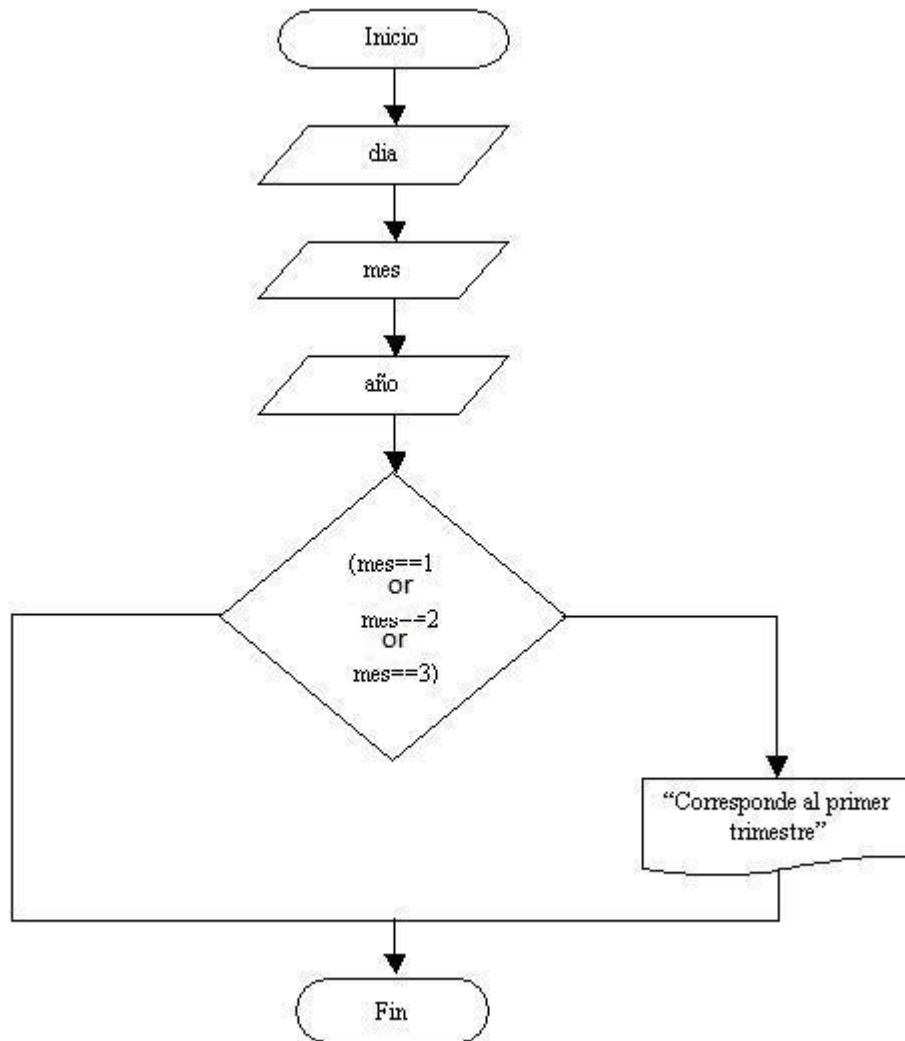 Inicio
dia
mes
año
(mes==1
or
mes==2
or
mes==3)
“Corresponde al primer
trimestre”
Fin